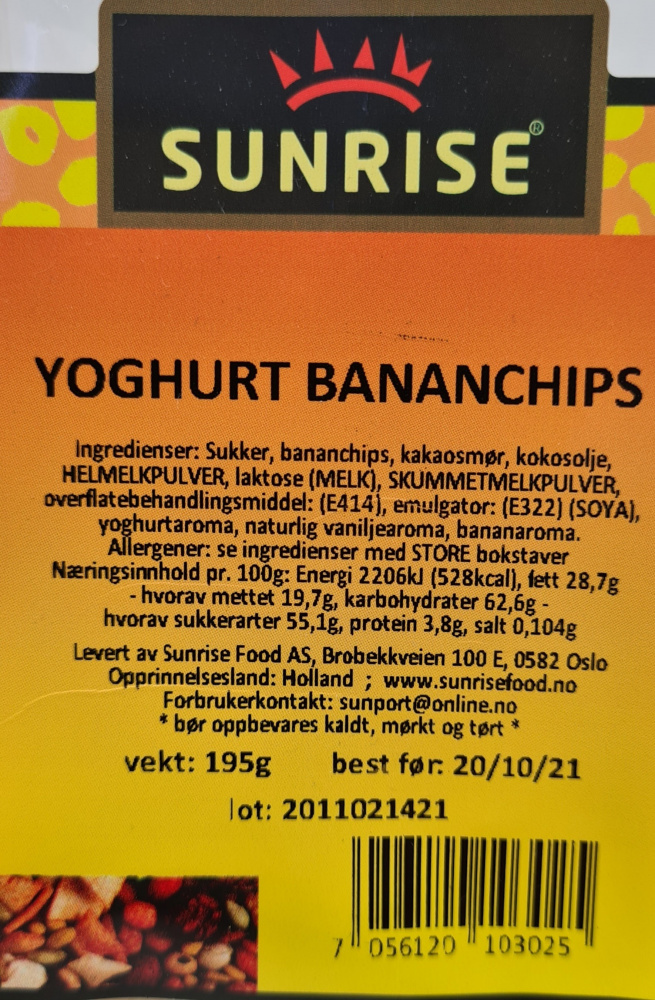 SUNRISE®
YOGHURT BANANCHIPS
Ingredienser: Sukker, bananchips, kakaosmør, kokosolje,
HELMELKPULVER, laktose (MELK), SKUMMETMELKPULVER,
overflatebehandlingsmiddel: (E414), emulgator: (E322) (SOYA),
yoghurtaroma, naturlig vaniljearoma, bananaroma.
Allergener: se ingredienser med STORE bokstaver
Næringsinnhold pr. 100g: Energi 2206kJ (528kcal), fett 28,7g
- hvorav mettet 19,7g, karbohydrater 62,6g -
hvorav sukkerarter 55,1g, protein 3,8g, salt 0,104g
Levert av Sunrise Food AS, Brobekkveien 100 E, 0582 Oslo
Opprinnelsesland: Holland ; www.sunrisefood.no
Forbrukerkontakt: sunport@online.no
* bør oppbevares kaldt, mørkt og tørt *
vekt: 195g best før: 20/10/21
lot: 2011021421
7 056120 103025